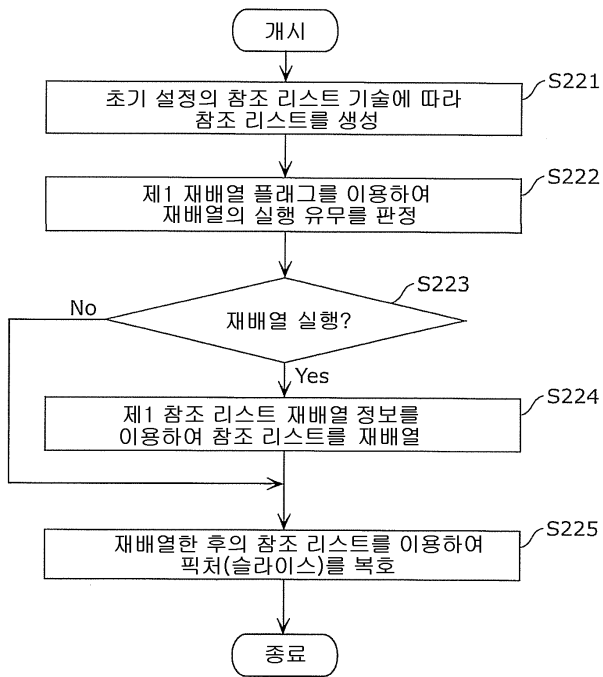 개시
S221
초기 설정의 참조 리스트 기술에 따라
참조 리스트를 생성
S222
제1 재배열 플래그를 이용하여
재배열의 실행 유무를 판정
S223
재배열 실행?
No
Yes
S224
제1 참조 리스트 재배열 정보를
이용하여 참조 리스트를 재배열
S225
재배열한 후의 참조 리스트를 이용하여
픽처(슬라이스)를 복호
종료